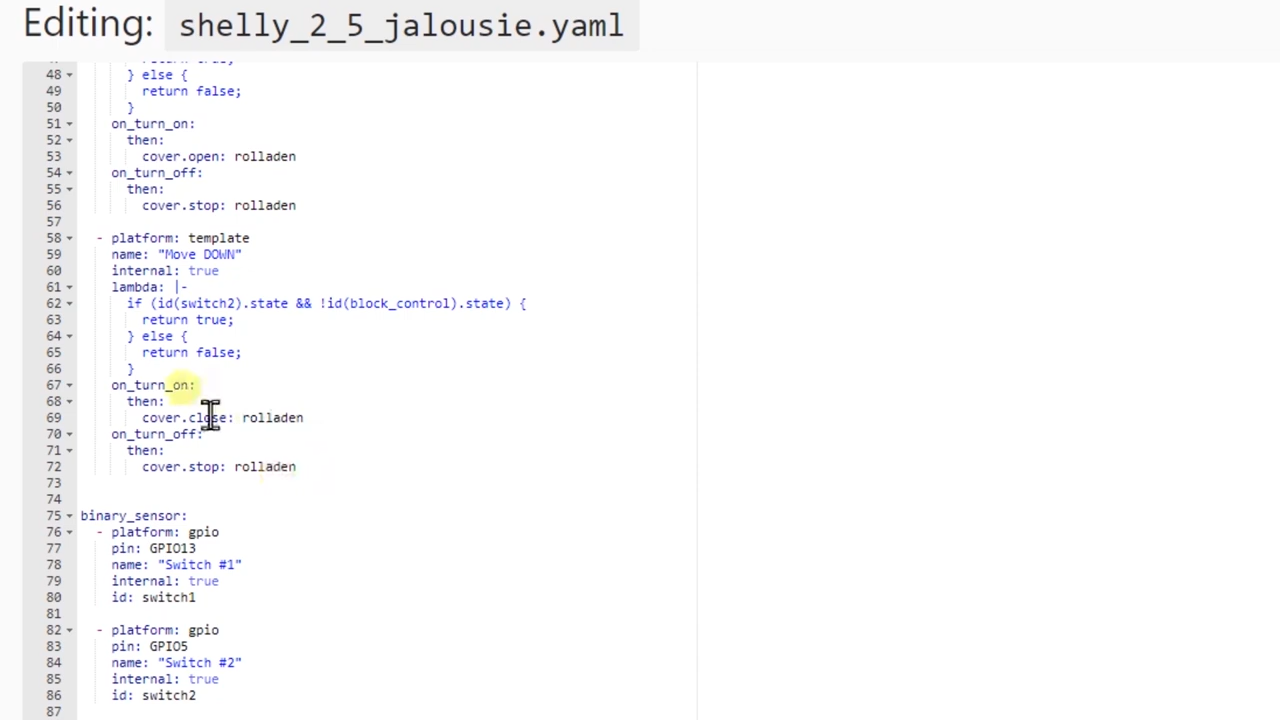 Editing: shelly_2_5_jalousie.yaml
48 } else {
49 return false;
50 }
51 on_turn_on:
52 then:
53 cover.open: rolladen
54 on_turn_off:
55 then:
56 cover.stop: rolladen
57
58 - platform: template
59 name: "Move DOWN"
60 internal: true
61 lambda: |-
62 if (id(switch2).state && !id(block_control).state) {
63 return true;
64 } else {
65 return false;
66 }
67 on_turn_on:
68 then:
69 cover.close: rolladen
70 on_turn_off:
71 then:
72 cover.stop: rolladen
73
74
75 binary_sensor:
76 - platform: gpio
77 pin: GPIO13
78 name: "Switch #1"
79 internal: true
80 id: switch1
81
82 - platform: gpio
83 pin: GPIO5
84 name: "Switch #2"
85 internal: true
86 id: switch2
87